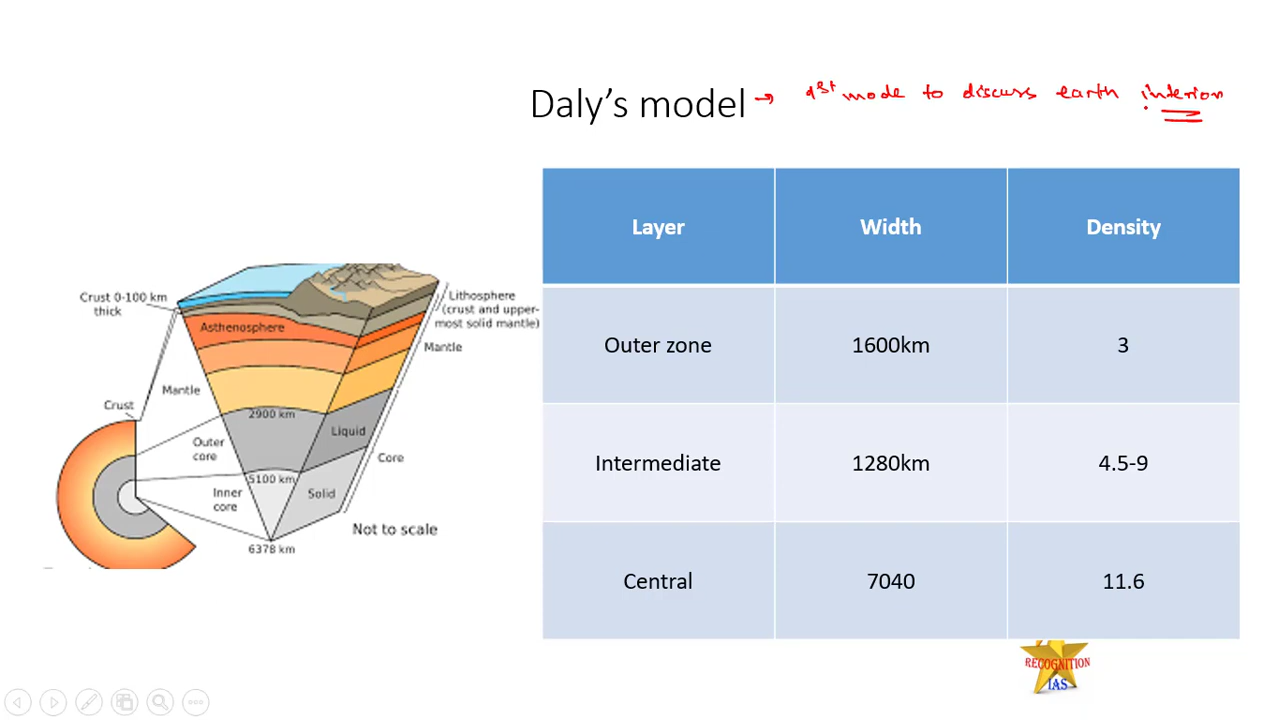 Daly's model → 1st mode to discuss earth interior
Layer Width Density
Outer zone 1600km 3
Intermediate 1280km 4.5-9
Central 7040 11.6
Crust 0-100 km
thick
Asthenosphere
Lithosphere
(crust and upper-
most solid mantle)
Mantle
Mantle
Crust
2900 km
Outer
core
Liquid
Core
5100 km
Inner
core
Solid
Not to scale
6378 km
RECOGNITION
IAS